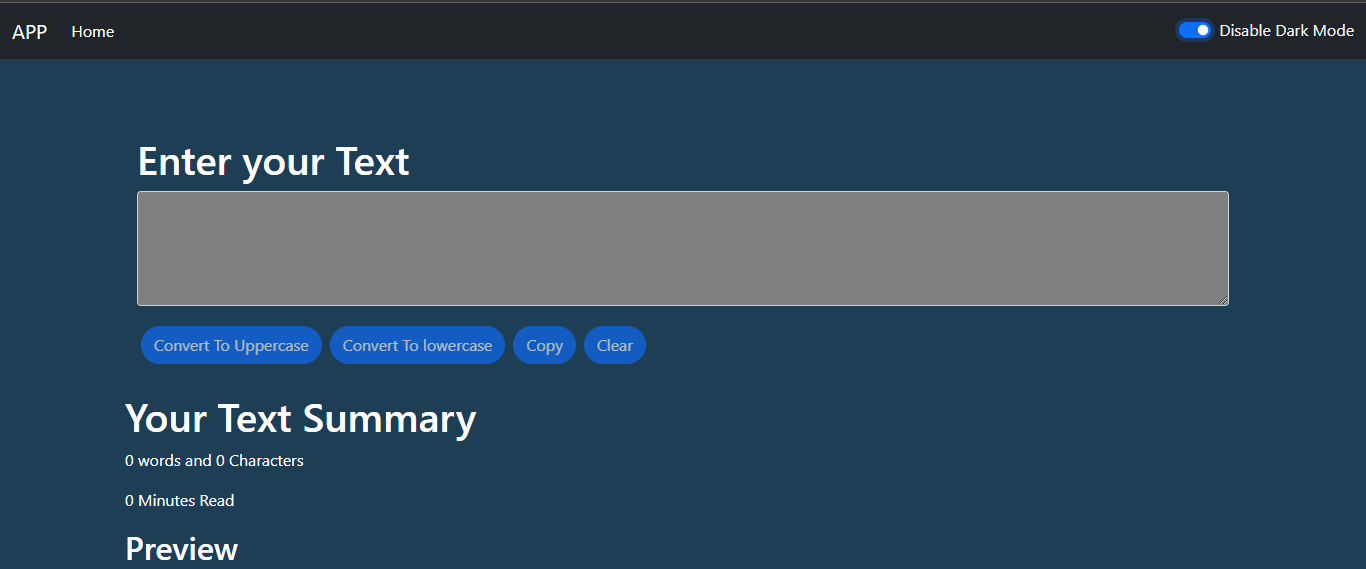 APP Home Disable Dark Mode
Enter your Text
Convert To Uppercase Convert To lowercase Copy Clear
Your Text Summary
0 words and 0 Characters
0 Minutes Read
Preview